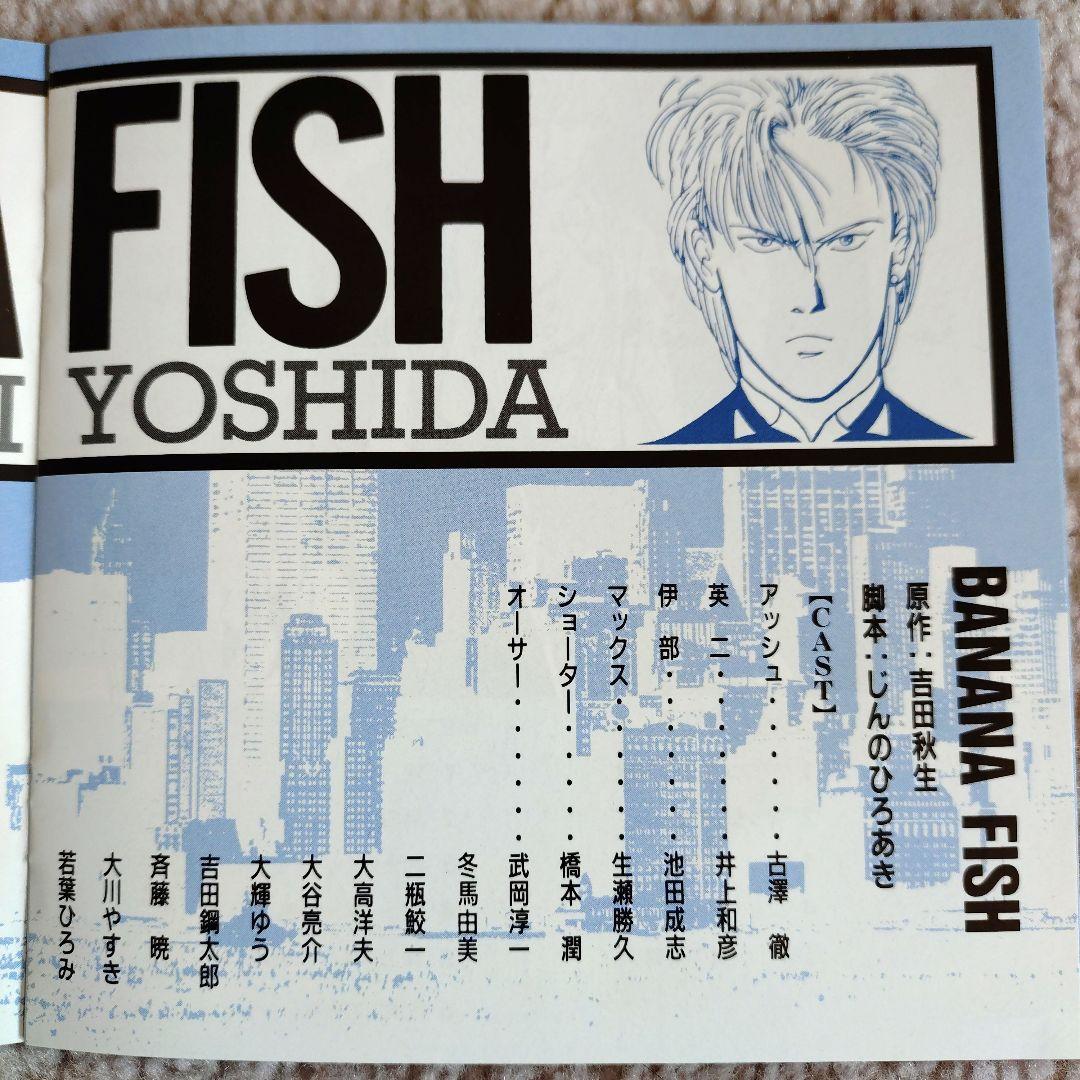 FISH
YOSHIDA
BANANA FISH
原作：吉田秋生
脚本：じんのひろあき
【CAST】
アッシュ・・・・・・古澤　徹
英　二・・・・・・井上和彦
伊　部・・・・・・池田成志
マックス・・・・・・生瀬勝久
ショーター・・・・・橋本　潤
オーサー・・・・・・武岡淳一
冬馬由美
二瓶鮫一
大高洋夫
大谷亮介
大輝ゆう
吉田鋼太郎
斉藤　暁
大川やすき
若葉ひろみ